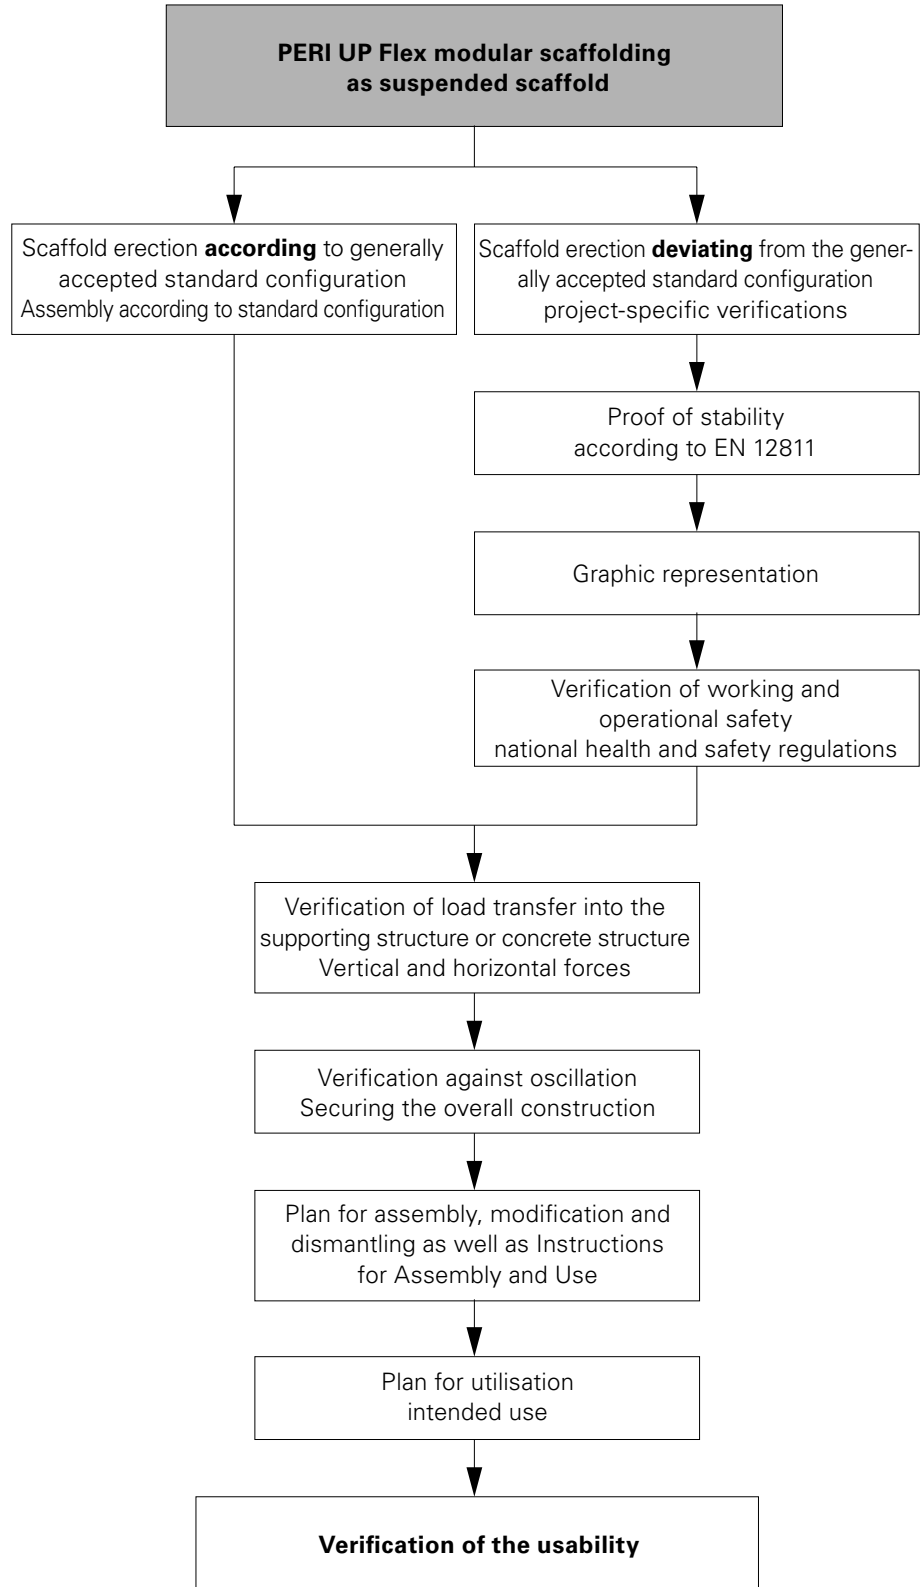 PERI UP Flex modular scaffolding
as suspended scaffold
Scaffold erection according to generally
accepted standard configuration
Assembly according to standard configuration
Scaffold erection deviating from the gener-
ally accepted standard configuration
project-specific verifications
Proof of stability
according to EN 12811
Graphic representation
Verification of working and
operational safety
national health and safety regulations
Verification of load transfer into the
supporting structure or concrete structure
Vertical and horizontal forces
Verification against oscillation
Securing the overall construction
Plan for assembly, modification and
dismantling as well as Instructions
for Assembly and Use
Plan for utilisation
intended use
Verification of the usability